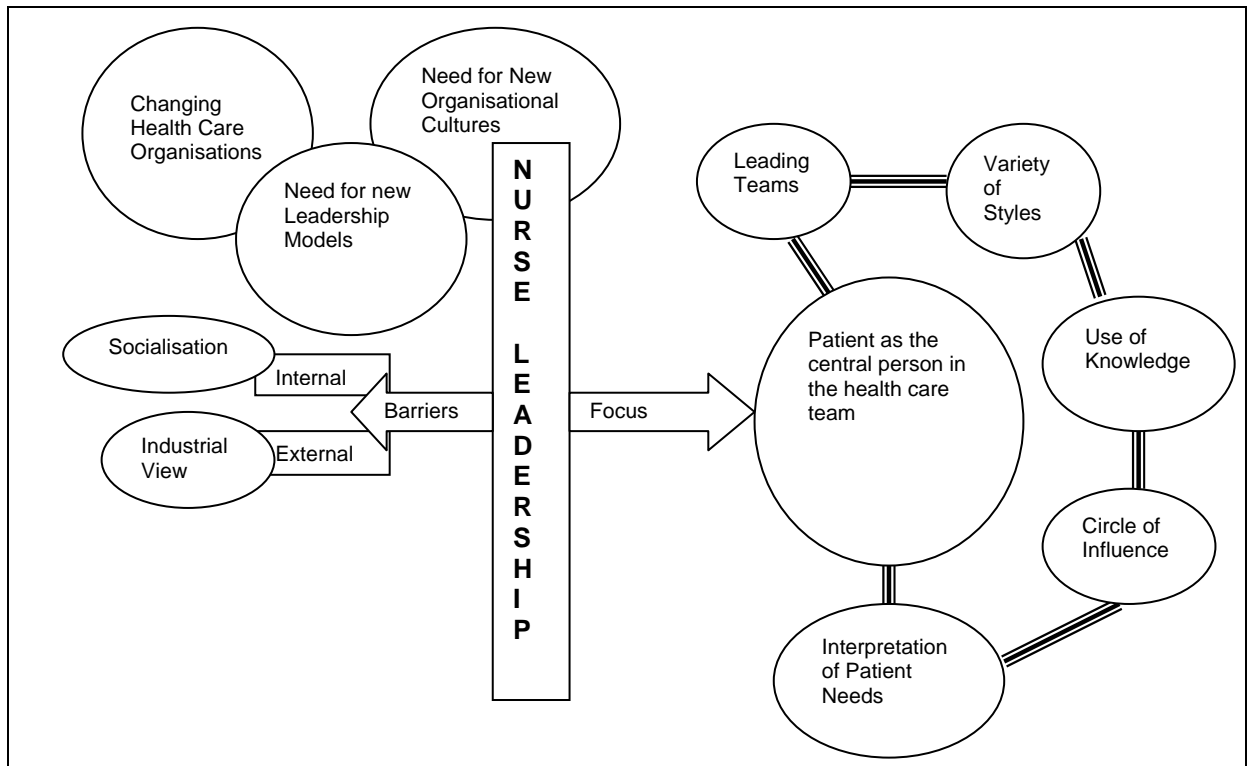 Changing
Health Care
Organisations
Need for New
Organisational
Cultures
Need for new
Leadership
Models
NURSE LEADERSHIP
Socialisation
Internal
Barriers
Industrial
View
External
Focus
Leading
Teams
Variety
of
Styles
Patient as the
central person in
the health care
team
Use of
Knowledge
Circle of
Influence
Interpretation
of Patient
Needs